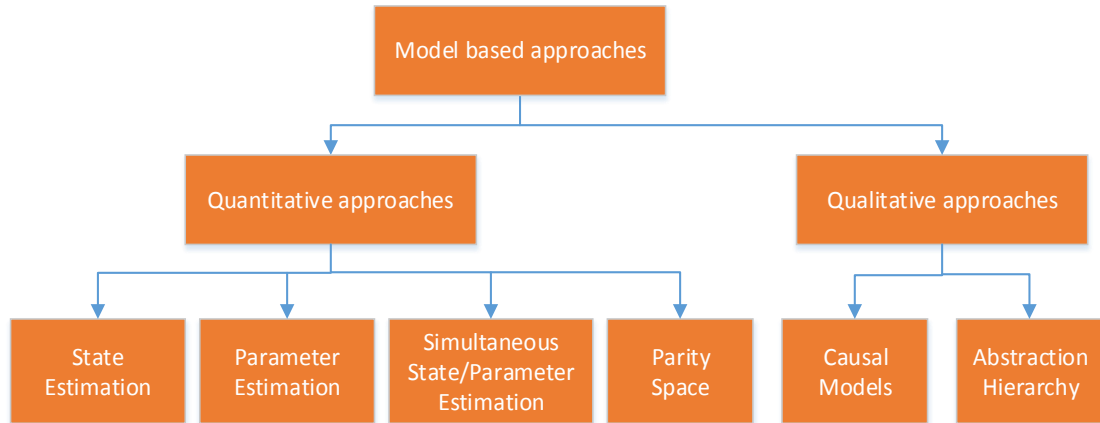 Model based approaches
Quantitative approaches
Qualitative approaches
State
Estimation
Parameter
Estimation
Simultaneous
State/Parameter
Estimation
Parity
Space
Causal
Models
Abstraction
Hierarchy